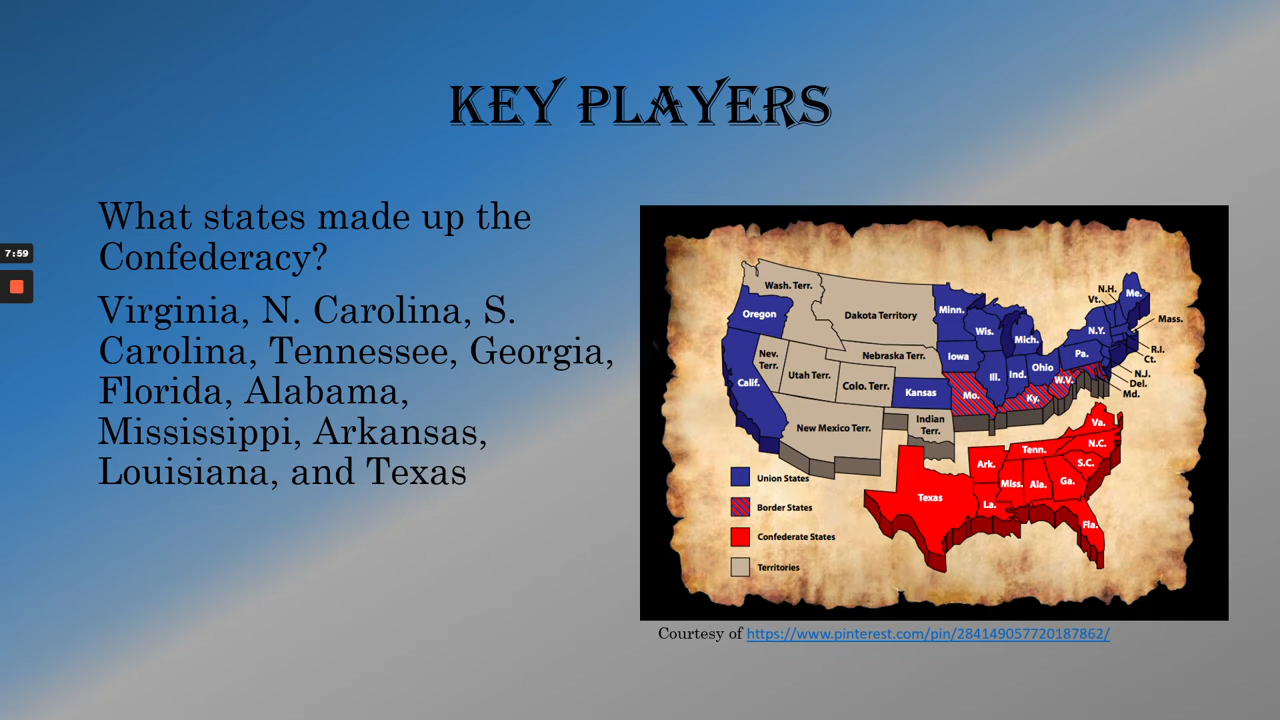 KEY PLAYERS
7:59
What states made up the
Confederacy?
Virginia, N. Carolina, S.
Carolina, Tennessee, Georgia,
Florida, Alabama,
Mississippi, Arkansas,
Louisiana, and Texas
Wash. Terr.
Oregon
Dakota Territory
Minn.
Wis.
Mich.
N.H.
Vt.
Me.
Mass.
N.Y.
R.I.
Ct.
Nev.
Terr.
Utah Terr.
Nebraska Terr.
Iowa
Pa.
N.J.
Del.
Md.
Calif.
Colo. Terr.
Kansas
Mo.
Ill.
Ind.
Ohio
W.V.
Ky.
New Mexico Terr.
Indian
Terr.
Va.
N.C.
Tenn.
S.C.
Ark.
Miss.
Ala.
Ga.
Texas
La.
Fla.
Union States
Border States
Confederate States
Territories
Courtesy of https://www.pinterest.com/pin/284149057720187862/